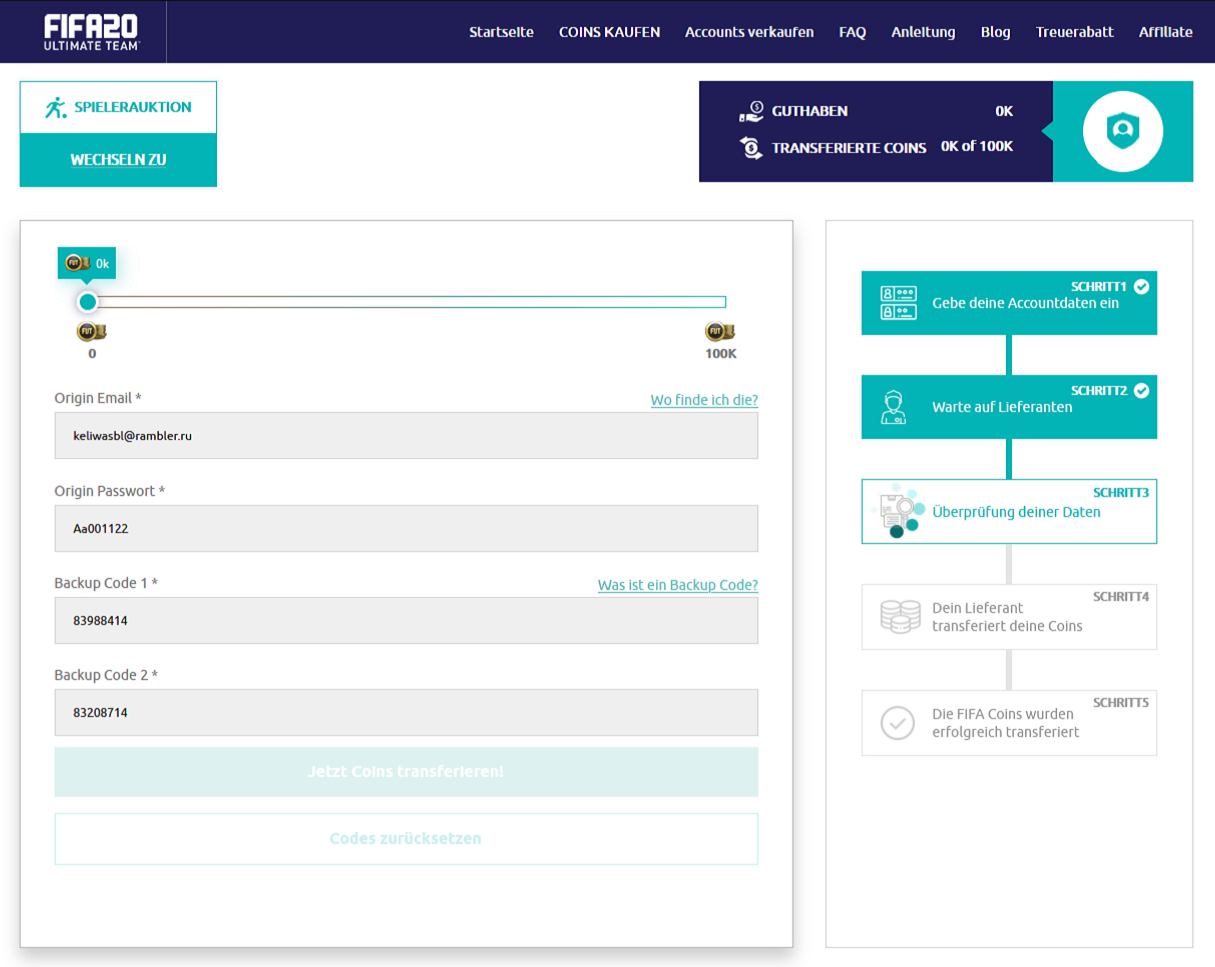 FIFA20
ULTIMATE TEAM
Startseite COINS KAUFEN Accounts verkaufen FAQ Anleitung Blog Treuerabatt Affiliate
SPIELERAUKTION
WECHSELN ZU
GUTHABEN 0K
TRANSFERIERTE COINS 0K of 100K
FUT 0k
FUT FUT
0 100K
Origin Email * Wo finde ich die?
keliwasbl@rambler.ru
Origin Passwort *
Aa001122
Backup Code 1 * Was ist ein Backup Code?
83988414
Backup Code 2 *
83208714
Jetzt Coins transferieren!
Codes zurücksetzen
SCHRITT1
Gebe deine Accountdaten ein
SCHRITT2
Warte auf Lieferanten
SCHRITT3
Überprüfung deiner Daten
SCHRITT4
Dein Lieferant
transferiert deine Coins
SCHRITT5
Die FIFA Coins wurden
erfolgreich transferiert